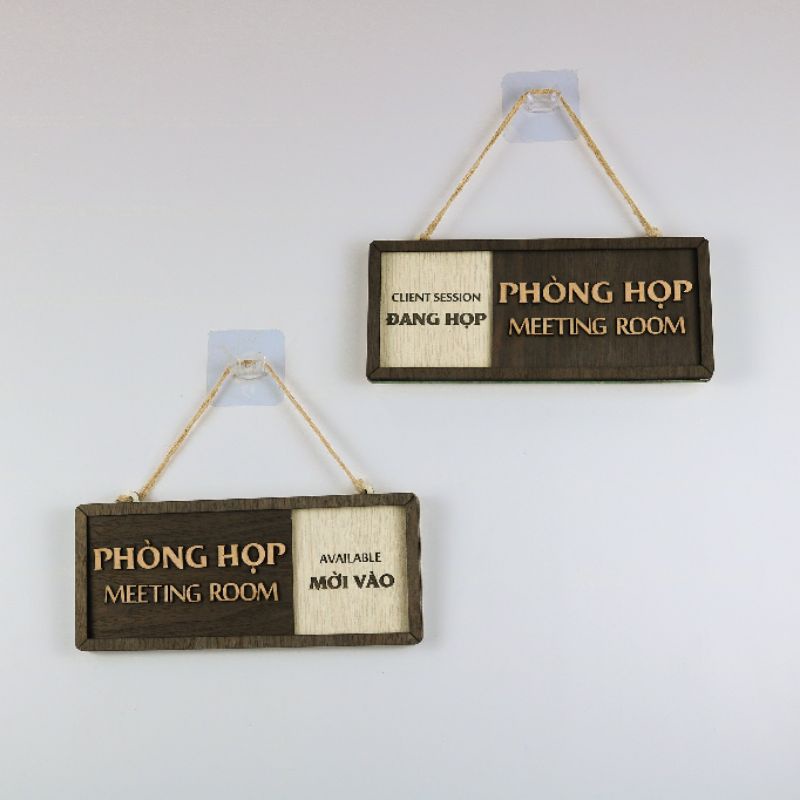 CLIENT SESSION
ĐANG HỌP
PHÒNG HỌP
MEETING ROOM
PHÒNG HỌP
MEETING ROOM
AVAILABLE
MỜI VÀO